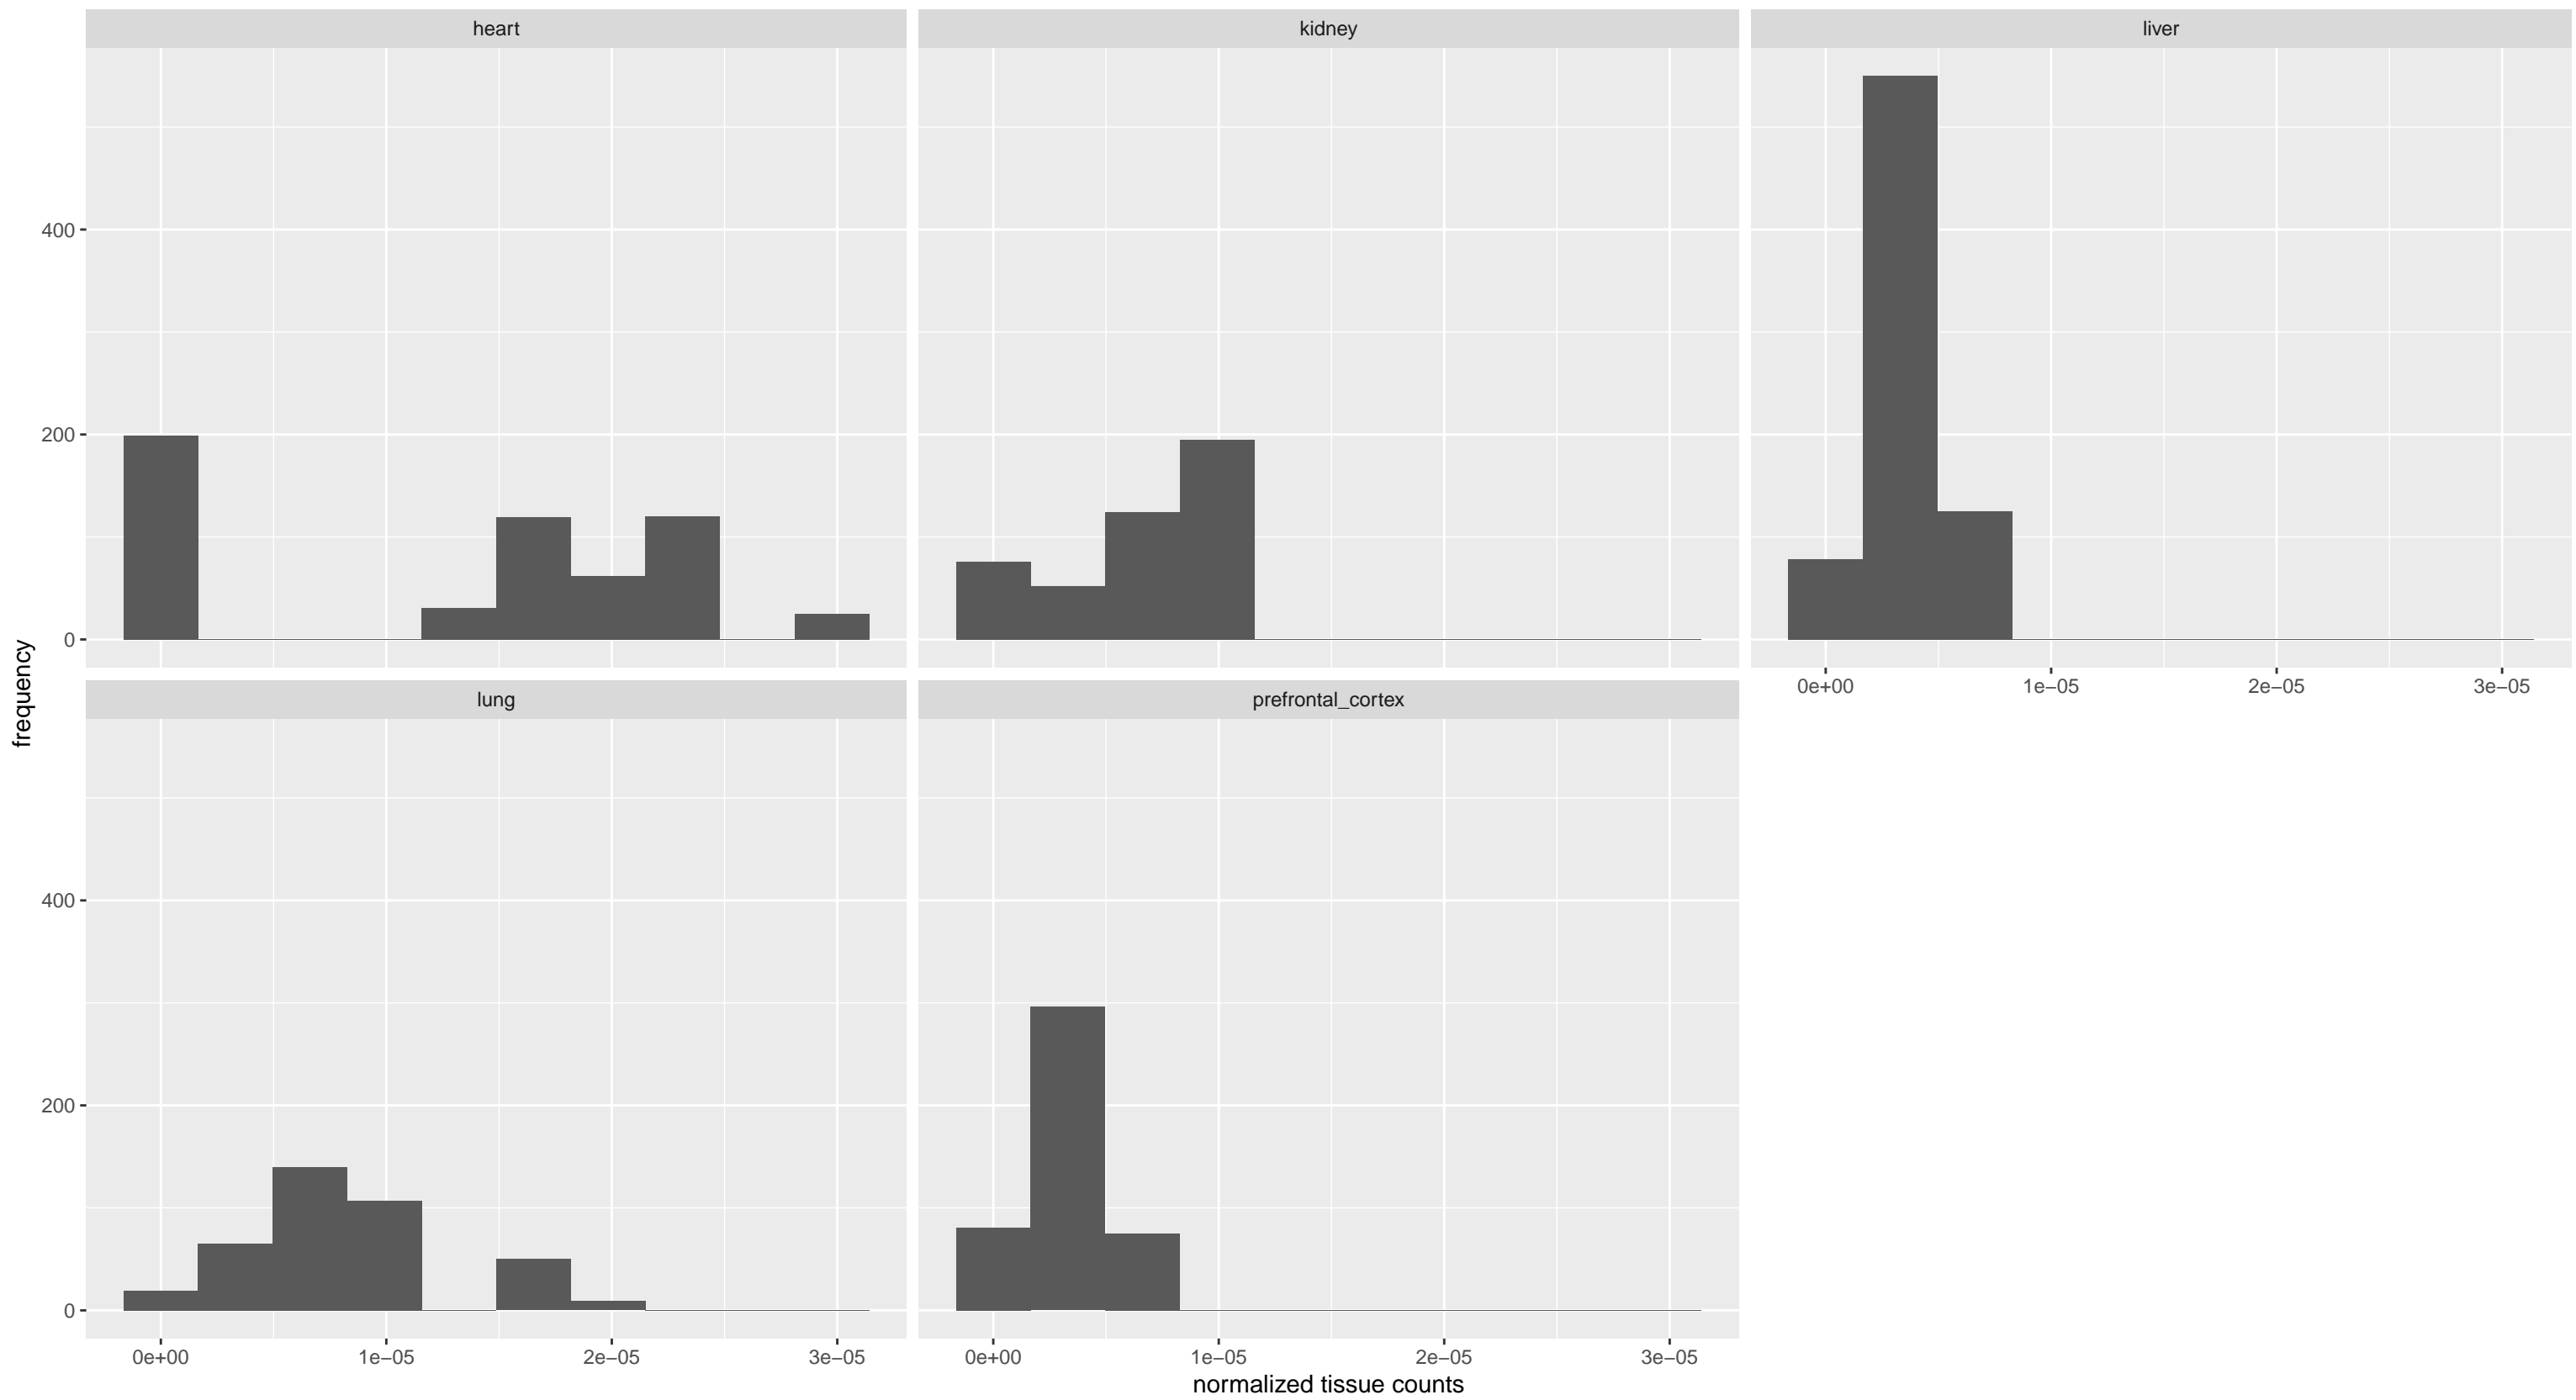 heart
kidney
liver
400
200
0
0e+00
1e−05
2e−05
3e−05
frequency
lung
prefrontal_cortex
400
200
0
0e+00
1e−05
2e−05
3e−05
0e+00
1e−05
2e−05
3e−05
normalized tissue counts